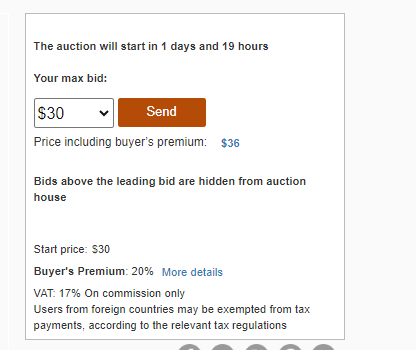 The auction will start in 1 days and 19 hours
Your max bid:
$30 Send
Price including buyer's premium: $36
Bids above the leading bid are hidden from auction
house
Start price: $30
Buyer's Premium: 20% More details
VAT: 17% On commission only
Users from foreign countries may be exempted from tax
payments, according to the relevant tax regulations